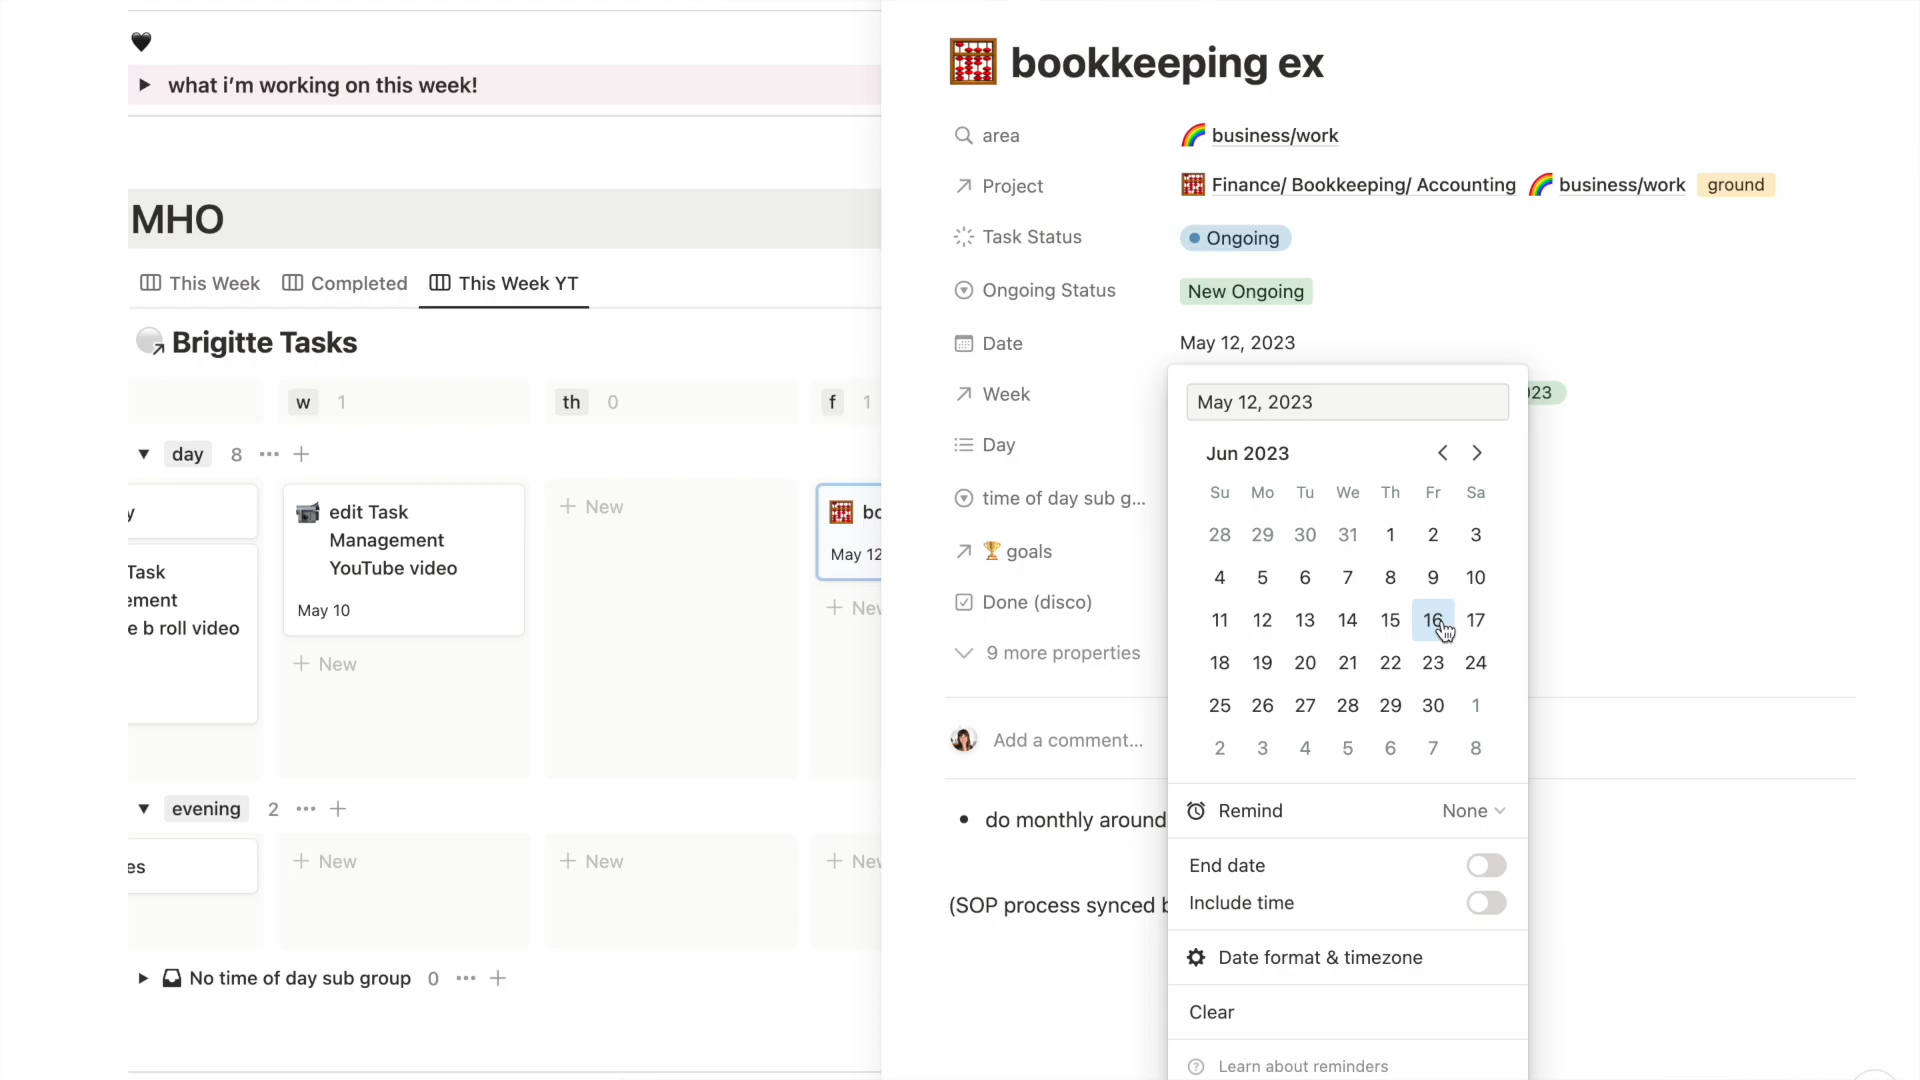 what i'm working on this week!
MHO
This Week
Completed
This Week YT
Brigitte Tasks
w 1
th 0
f 1
day 8
y
Task
ement
e b roll video
edit Task
Management
YouTube video
May 10
+ New
+ New
bo
May 12
+ New
evening 2
es
+ New
+ New
+ New
No time of day sub group 0
bookkeeping ex
area
business/work
Project
Finance/ Bookkeeping/ Accounting business/work ground
Task Status
Ongoing
Ongoing Status
New Ongoing
Date
May 12, 2023
Week
023
Day
time of day sub g...
goals
Done (disco)
9 more properties
Add a comment...
do monthly around
(SOP process synced b
May 12, 2023
Jun 2023
Su Mo Tu We Th Fr Sa
28 29 30 31 1 2 3
4 5 6 7 8 9 10
11 12 13 14 15 16 17
18 19 20 21 22 23 24
25 26 27 28 29 30 1
2 3 4 5 6 7 8
Remind None
End date
Include time
Date format & timezone
Clear
Learn about reminders